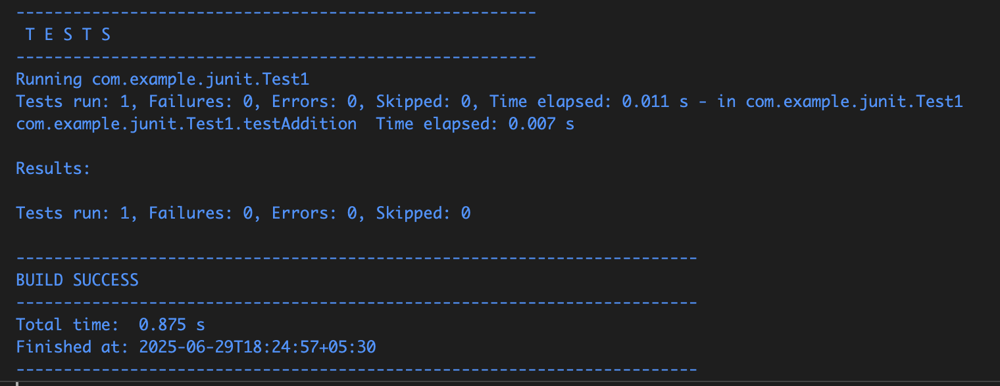 -------------------------------------------------------
 T E S T S
-------------------------------------------------------
Running com.example.junit.Test1
Tests run: 1, Failures: 0, Errors: 0, Skipped: 0, Time elapsed: 0.011 s - in com.example.junit.Test1
com.example.junit.Test1.testAddition  Time elapsed: 0.007 s
Results:
Tests run: 1, Failures: 0, Errors: 0, Skipped: 0
------------------------------------------------------------------------
BUILD SUCCESS
------------------------------------------------------------------------
Total time:  0.875 s
Finished at: 2025-06-29T18:24:57+05:30
------------------------------------------------------------------------